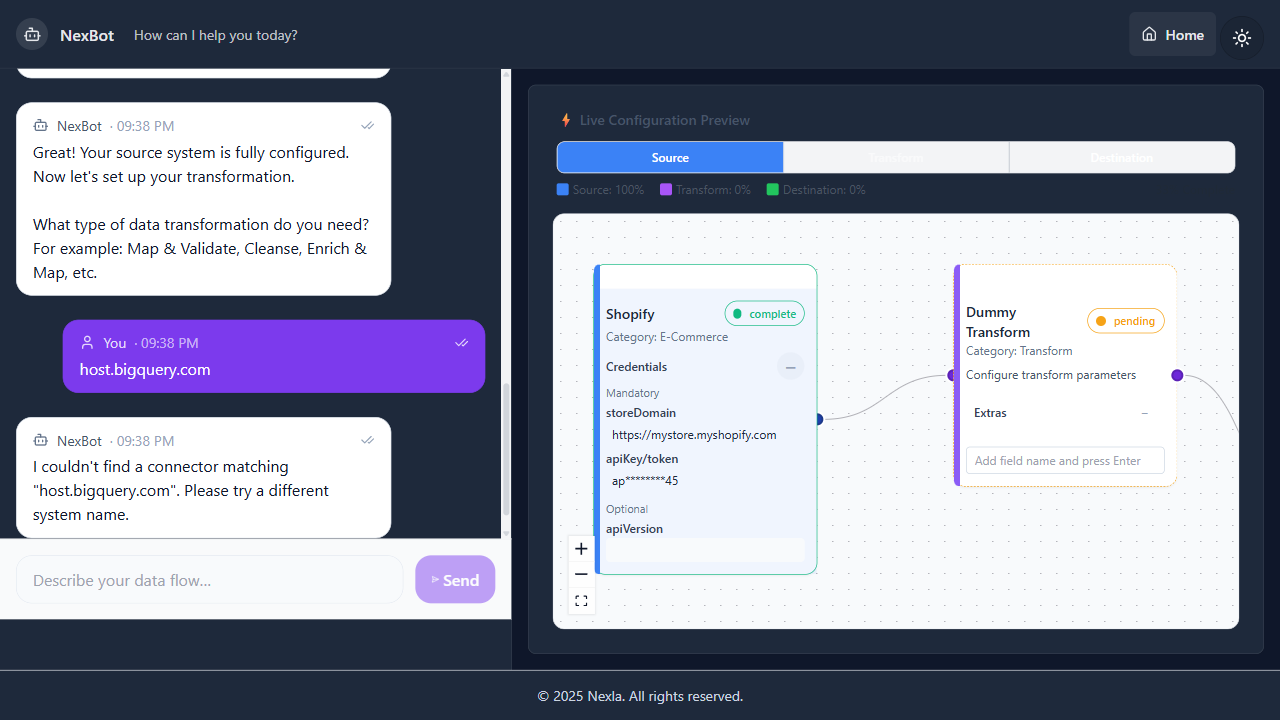 NexBot How can I help you today?
Home
NexBot · 09:38 PM
Great! Your source system is fully configured.
Now let's set up your transformation.
What type of data transformation do you need?
For example: Map & Validate, Cleanse, Enrich &
Map, etc.
You · 09:38 PM
host.bigquery.com
NexBot · 09:38 PM
I couldn't find a connector matching
"host.bigquery.com". Please try a different
system name.
Describe your data flow...
Send
Live Configuration Preview
Source Transform Destination
Source: 100% Transform: 0% Destination: 0%
Shopify
complete
Category: E-Commerce
Credentials
Mandatory
storeDomain
https://mystore.myshopify.com
apiKey/token
ap********45
Optional
apiVersion
Dummy
Transform
pending
Category: Transform
Configure transform parameters
Extras
Add field name and press Enter
© 2025 Nexla. All rights reserved.